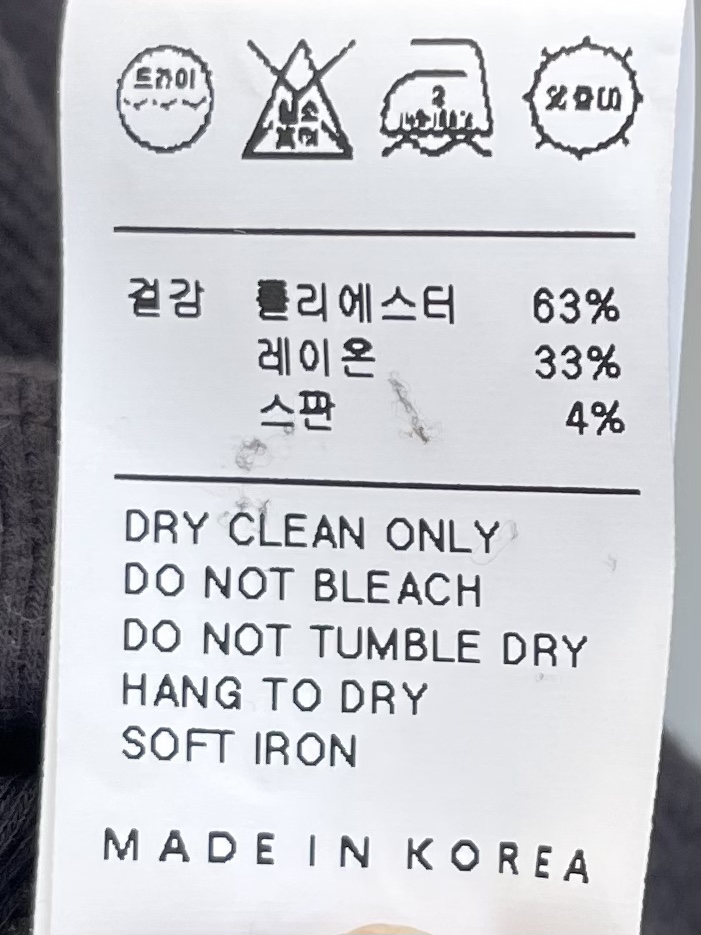 드라이
겉감 폴리에스터 63%
레이온 33%
스판 4%
DRY CLEAN ONLY
DO NOT BLEACH
DO NOT TUMBLE DRY
HANG TO DRY
SOFT IRON
MADE IN KOREA